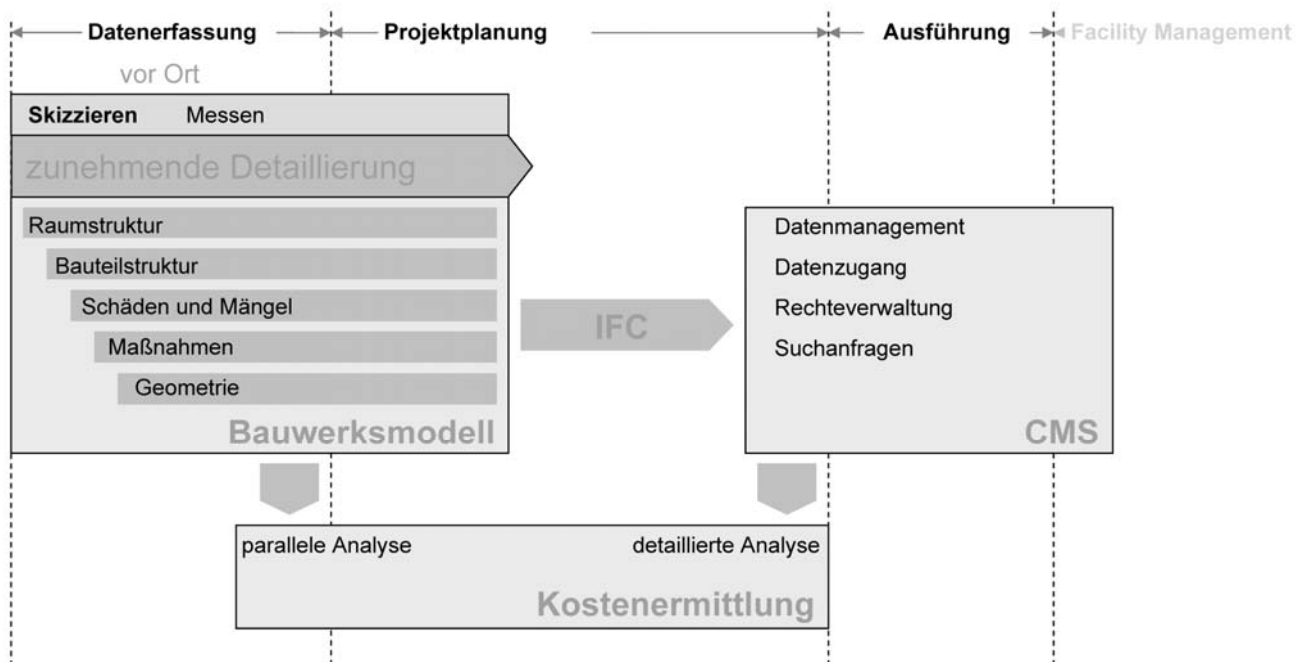 Datenerfassung
Projektplanung
Ausführung
Facility Management
vor Ort
Skizzieren Messen
zunehmende Detaillierung
Raumstruktur
Bauteilstruktur
Schäden und Mängel
Maßnahmen
Geometrie
Bauwerksmodell
IFC
Datenmanagement
Datenzugang
Rechteverwaltung
Suchanfragen
CMS
parallele Analyse
detaillierte Analyse
Kostenermittlung